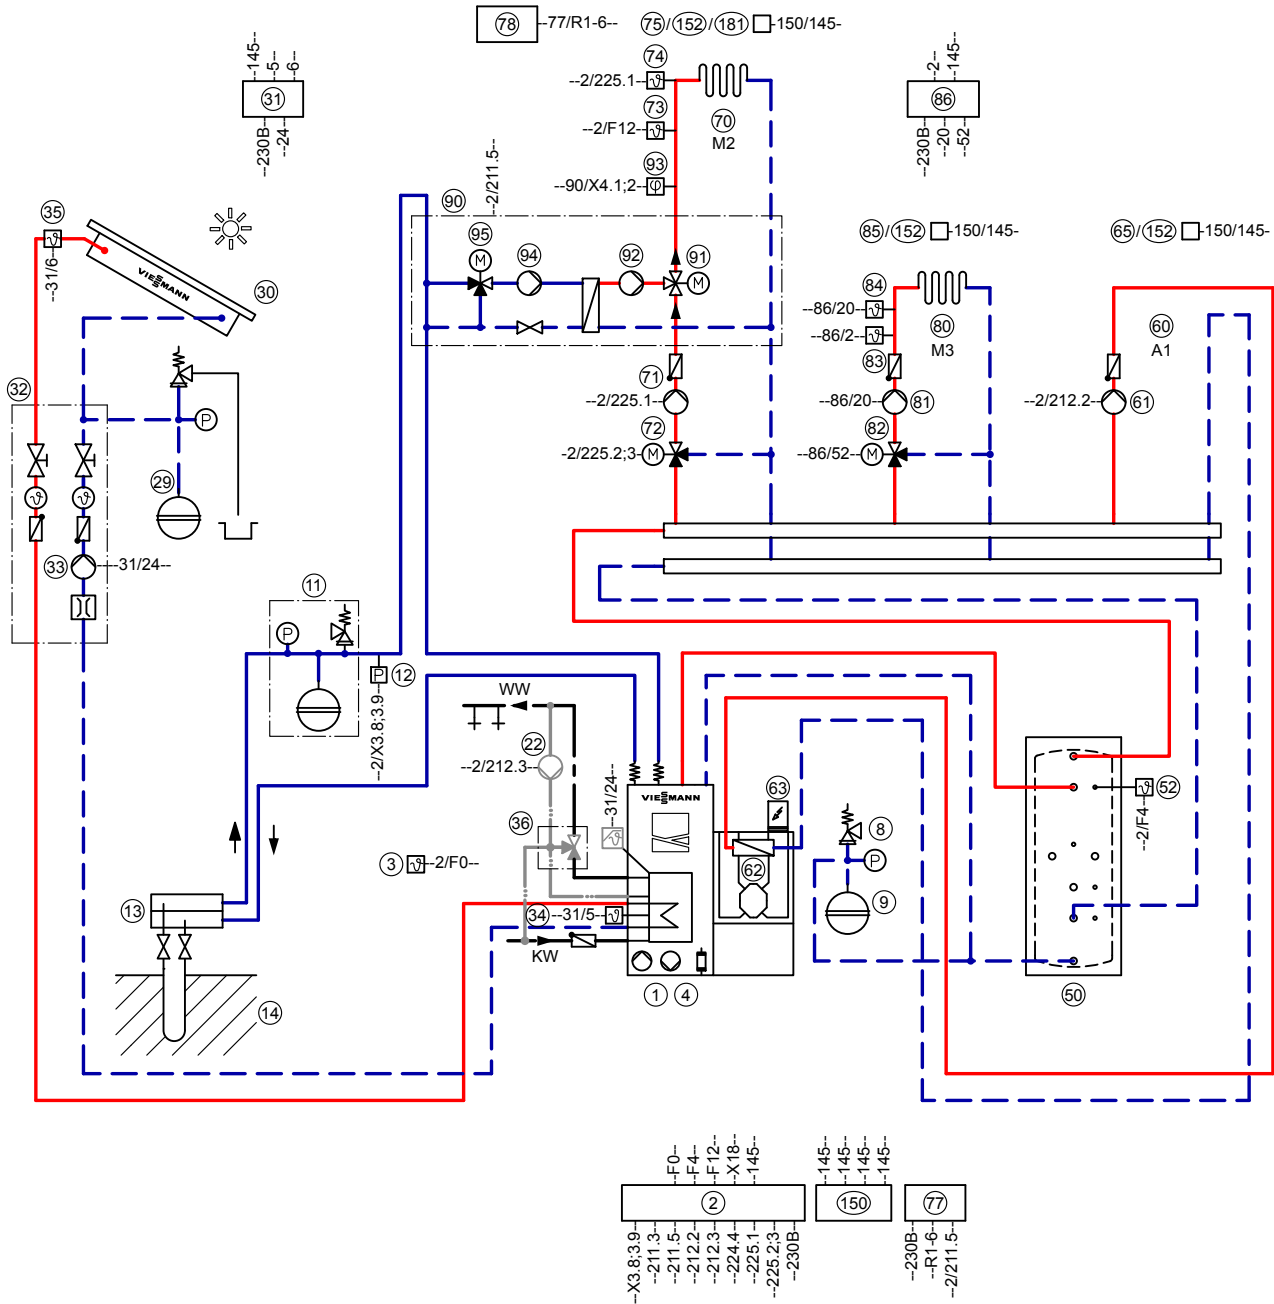 78
--77/R1-6--
75/152/181 -150/145-
--145--
--5--
--6--
31
--230B--
--24--
74
--2/225.1--
73
--2/F12--
93
--90/X4.1;2--
70
M2
--2--
--145--
86
--230B--
--20--
--52--
--2/211.5--
90
95
M
94
92
91
M
35
--31/6--
VIESSMANN
30
85/152 -150/145-
65/152 -150/145-
84
--86/20--
--86/2--
80
M3
83
60
A1
71
--2/225.1--
72
-2/225.2;3-
M
--86/20--
81
82
--86/52--
M
--2/212.2--
61
32
P
29
33
---31/24--
11
P
P
12
--2/X3.8;3.9--
WW
22
--2/212.3--
36
--31/24--
VIESSMANN
63
62
8
P
9
52
--2/F4--
50
3
--2/F0--
34
--31/5--
KW
1
4
13
14
--F0--
--F4--
--F12--
--X18--
--145--
2
--X3.8;3.9--
--211.3--
--211.5--
--212.2--
--212.3--
--224.4--
--225.1--
--225.2;3--
--230B--
--145--
--145--
--145--
--145--
150
77
--230B--
--R1-6--
--2/211.5--